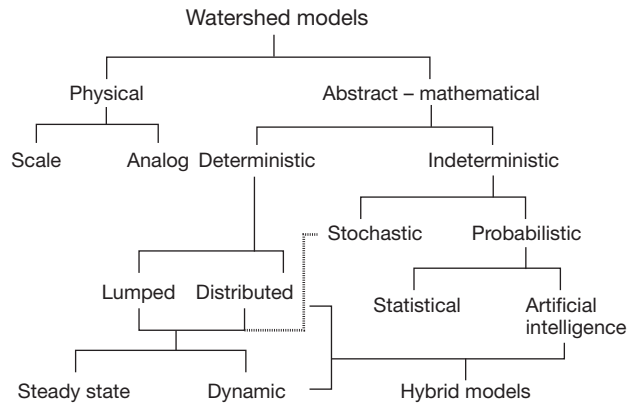 Watershed models
Physical
Abstract – mathematical
Scale
Analog
Deterministic
Indeterministic
Stochastic
Probabilistic
Lumped
Distributed
Statistical
Artificial
intelligence
Steady state
Dynamic
Hybrid models